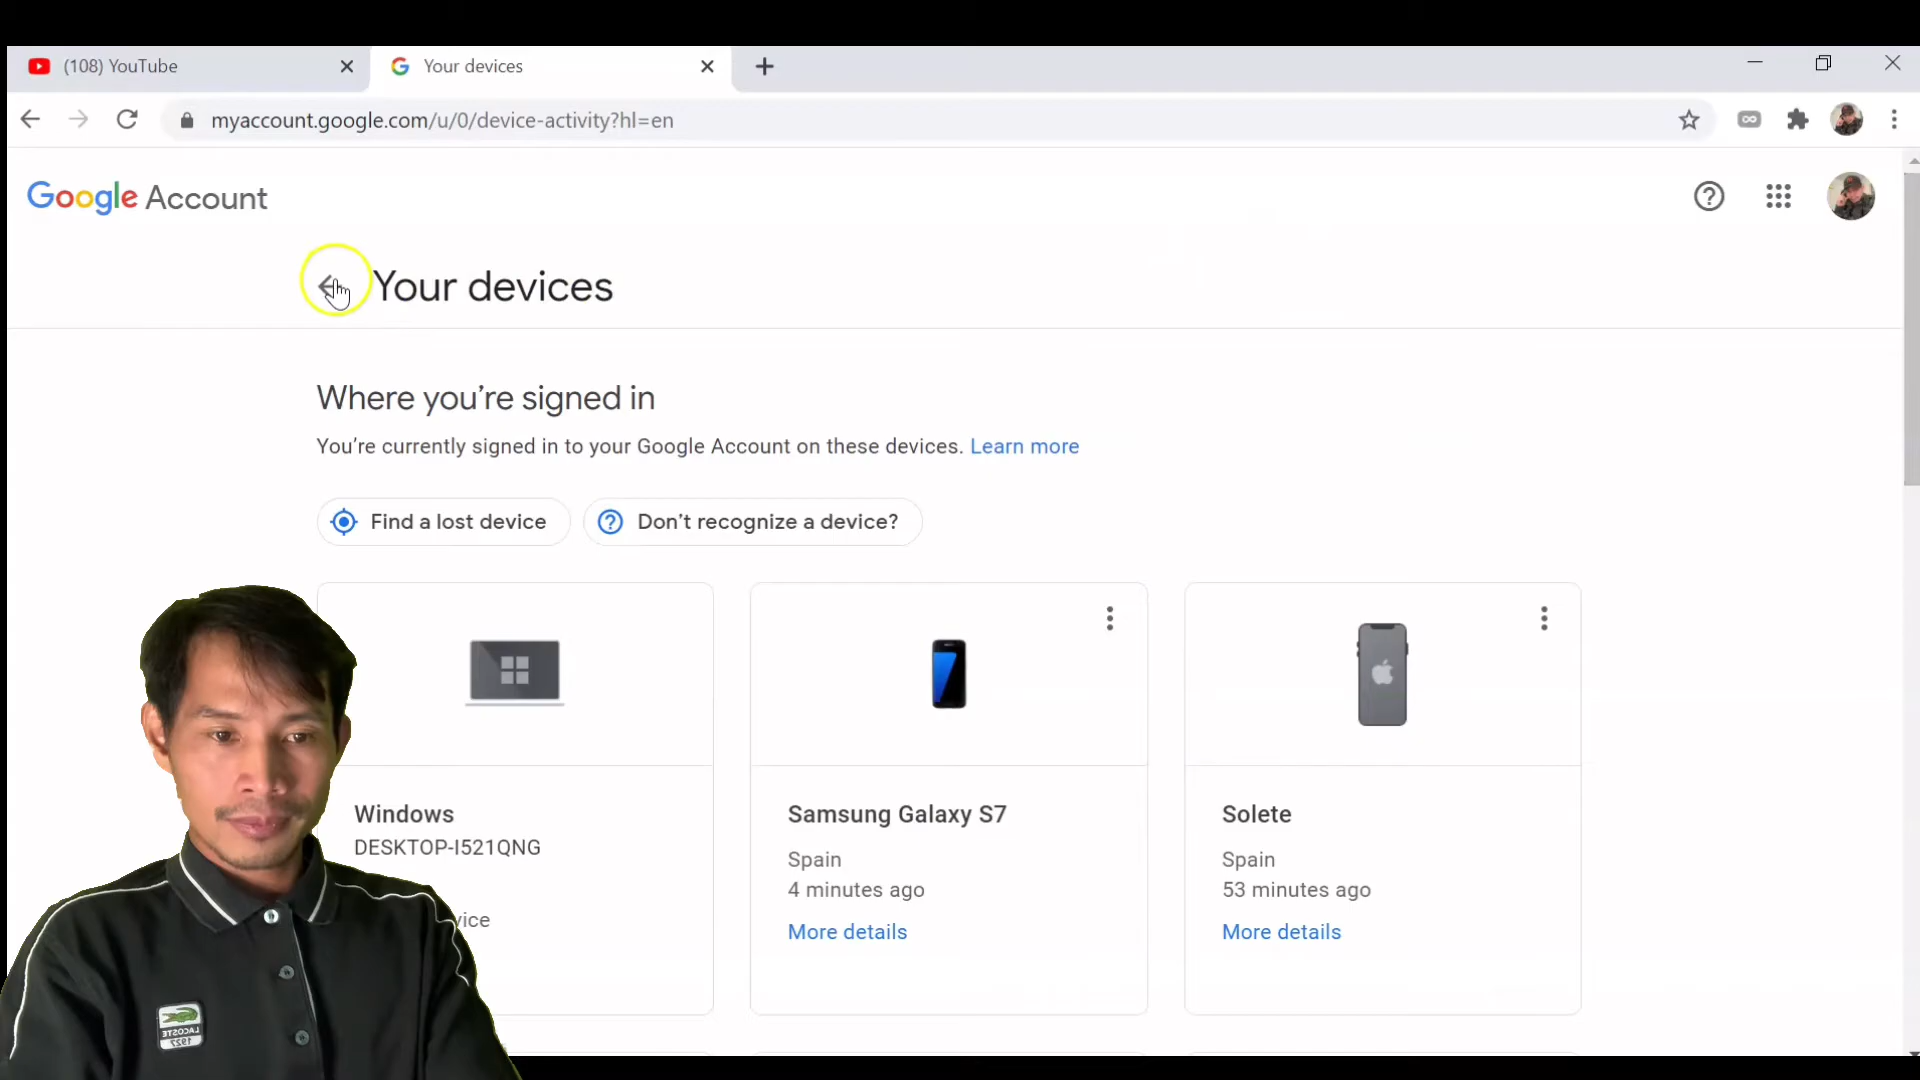 (108) YouTube
Your devices
myaccount.google.com/u/0/device-activity?hl=en
Google Account
Your devices
Where you're signed in
You're currently signed in to your Google Account on these devices. Learn more
Find a lost device
Don't recognize a device?
Windows
DESKTOP-I521QNG
vice
Samsung Galaxy S7
Spain
4 minutes ago
More details
Solete
Spain
53 minutes ago
More details
LACOSTE
1927